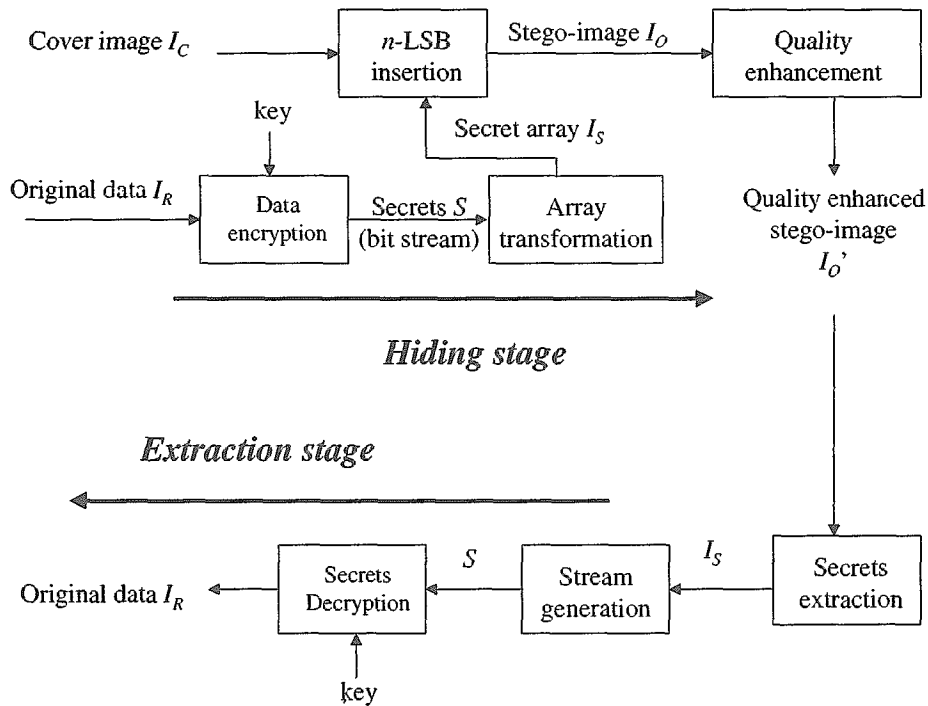 Cover image I_C
n-LSB
insertion
Stego-image I_O
Quality
enhancement
key
Secret array I_S
Original data I_R
Data
encryption
Secrets S
(bit stream)
Array
transformation
Quality enhanced
stego-image
I_O'
Hiding stage
Extraction stage
Original data I_R
Secrets
Decryption
S
Stream
generation
I_S
Secrets
extraction
key